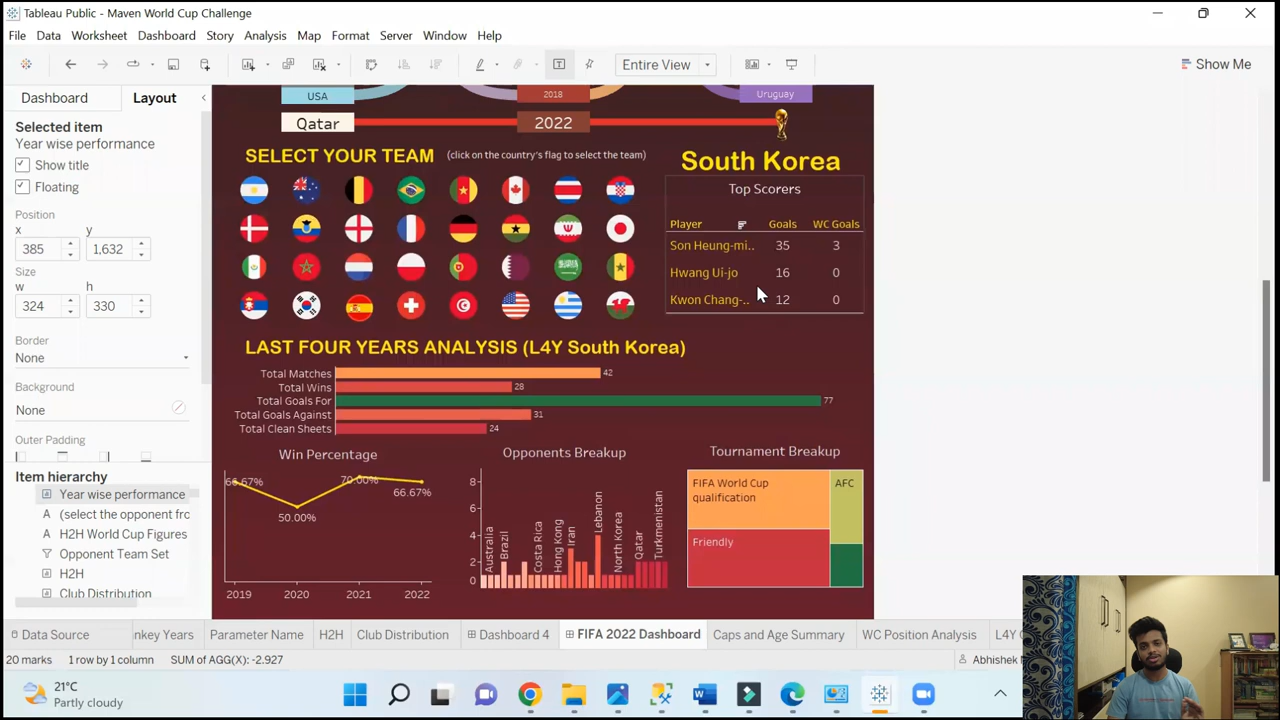 Tableau Public - Maven World Cup Challenge
File Data Worksheet Dashboard Story Analysis Map Format Server Window Help
Entire View
Show Me
Dashboard Layout
Selected item
Year wise performance
Show title
Floating
Position
x y
385 1,632
Size
w h
324 330
Border
None
Background
None
Outer Padding
Item hierarchy
Year wise performance
(select the opponent fro
H2H World Cup Figures
Opponent Team Set
H2H
Club Distribution
USA 2018 Uruguay
Qatar 2022
SELECT YOUR TEAM (click on the country's flag to select the team)
South Korea
Top Scorers
Player Goals WC Goals
Son Heung-mi.. 35 3
Hwang Ui-jo 16 0
Kwon Chang-.. 12 0
LAST FOUR YEARS ANALYSIS (L4Y South Korea)
Total Matches 42
Total Wins 28
Total Goals For 77
Total Goals Against 31
Total Clean Sheets 24
Win Percentage
66.67% 50.00% 70.00% 66.67%
2019 2020 2021 2022
Opponents Breakup
8
6
4
2
0
Australia Brazil Costa Rica Hong Kong Iran Lebanon North Korea Qatar Turkmenistan
Tournament Breakup
FIFA World Cup
qualification
AFC
Friendly
Data Source nkey Years Parameter Name H2H Club Distribution Dashboard 4 FIFA 2022 Dashboard Caps and Age Summary WC Position Analysis L4Y
20 marks 1 row by 1 column SUM of AGG(X): -2.927
Abhishek
21°C
Partly cloudy